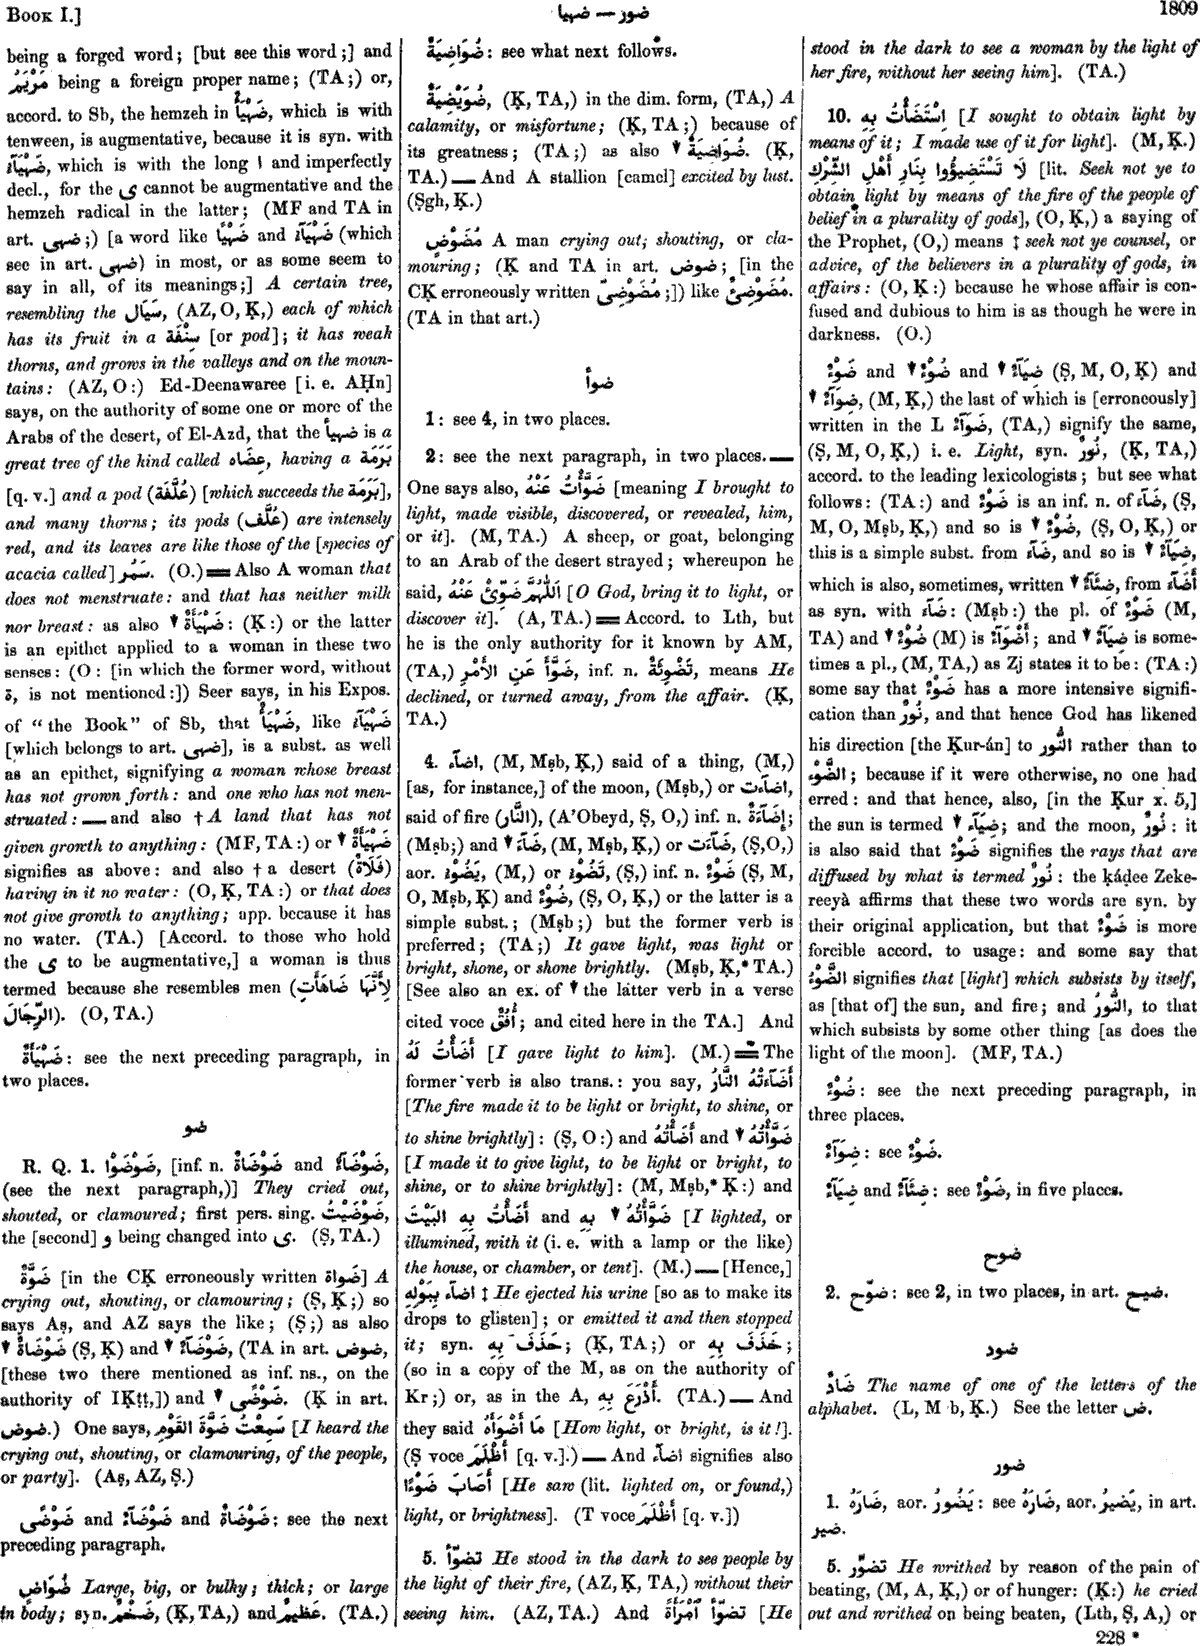 BOOK I.]
ضور — ضهيا
1809
being a forged word; [but see this word;] and
مَرْيَمُ being a foreign proper name; (TA;) or,
accord. to Sb, the hemzeh in ضَهْيَأٌ, which is with
tenween, is augmentative, because it is syn. with
ضَهْيَآءُ, which is with the long ا and imperfectly
decl., for the ى cannot be augmentative and the
hemzeh radical in the latter; (MF and TA in
art. ضهى;) [a word like ضَهْيًا and ضَهْيَآءُ (which
see in art. ضهى) in most, or as some seem to
say in all, of its meanings;] A certain tree,
resembling the سَيَال, (AZ, O, Ḳ,) each of which
has its fruit in a سِنْفَة [or pod]; it has weak
thorns, and grows in the valleys and on the moun-
tains: (AZ, O:) Ed-Deenawaree [i. e. AḤn]
says, on the authority of some one or more of the
Arabs of the desert, of El-Azd, that the ضهيأ is a
great tree of the kind called عِضَاه, having a بَرَمَة
[q. v.] and a pod (عُلَّفَة) [which succeeds the بَرَمَة],
and many thorns; its pods (عُلَّف) are intensely
red, and its leaves are like those of the [species of
acacia called] سَمُر. (O.) ＝ Also A woman that
does not menstruate: and that has neither milk
nor breast: as also ▼ ضَهْيَأَةٌ: (Ḳ:) or the latter
is an epithet applied to a woman in these two
senses: (O: [in which the former word, without
ة, is not mentioned:]) Seer says, in his Expos.
of "the Book" of Sb, that ضَهْيَأٌ, like ضَهْيَآءُ
[which belongs to art. ضهى], is a subst. as well
as an epithet, signifying a woman whose breast
has not grown forth: and one who has not men-
struated: — and also † A land that has not
given growth to anything: (MF, TA:) or ▼ ضَهْيَأَةٌ
signifies as above: and also † a desert (فَلَاةٌ)
having in it no water: (O, Ḳ, TA:) or that does
not give growth to anything; app. because it has
no water. (TA.) [Accord. to those who hold
the ى to be augmentative,] a woman is thus
termed because she resembles men (لِأَنَّهَا ضَاهَأَتِ
الرِّجَالَ). (O, TA.)
ضَهْيَأَةٌ: see the next preceding paragraph, in
two places.
ضو
R. Q. 1. ضَوْضَوْا, [inf. n. ضَوْضَاةٌ and ضَوْضَآءٌ,
(see the next paragraph,)] They cried out,
shouted, or clamoured; first pers. sing. ضَوْضَيْتُ,
the [second] و being changed into ى. (Ṣ, TA.)
ضَوَّةٌ [in the CḲ erroneously written ضَواة] A
crying out, shouting, or clamouring; (Ṣ, Ḳ;) so
says Aṣ, and AZ says the like; (Ṣ;) as also
▼ ضَوْضَاةٌ (Ṣ, Ḳ) and ▼ ضَوْضَآءٌ, (TA in art. ضوض,
[these two there mentioned as inf. ns., on the
authority of IḲṭṭ,]) and ▼ ضَوْضًى. (Ḳ in art.
ضوض.) One says, سَمِعْتُ ضَوَّةَ القَوْمِ [I heard the
crying out, shouting, or clamouring, of the people,
or party]. (Aṣ, AZ, Ṣ.)
ضَوْضًى and ضَوْضَآءٌ and ضَوْضَاةٌ: see the next
preceding paragraph.
ضُوَاضٍ Large, big, or bulky; thick; or large
in body; syn. ضَخْمٌ, (Ḳ, TA,) and عَظِيمٌ. (TA,)
ضُوَاضِيَةٌ: see what next follows.
ضُوَيْضِيَةٌ, (Ḳ, TA,) in the dim. form, (TA,) A
calamity, or misfortune; (Ḳ, TA;) because of
its greatness; (TA;) as also ▼ ضُوَاضِيَةٌ. (Ḳ,
TA.) — And A stallion [camel] excited by lust.
(Ṣgh, Ḳ.)
مُضَوْضٍ A man crying out; shouting, or cla-
mouring; (Ḳ and TA in art. ضوض; [in the
CḲ erroneously written مُضَوْضِىّ;]) like مُضَوْضِئٌ.
(TA in that art.)
ضوأ
1: see 4, in two places.
2: see the next paragraph, in two places. —
One says also, ضَوَّأْتُ عَنْهُ [meaning I brought to
light, made visible, discovered, or revealed, him,
or it]. (M, TA.) A sheep, or goat, belonging
to an Arab of the desert strayed; whereupon he
said, اَللّٰهُمَّ ضَوِّئْ عَنْهُ [O God, bring it to light, or
discover it]. (A, TA.) ＝ Accord. to Lth, but
he is the only authority for it known by AM,
(TA,) ضَوَّأَ عَنِ الأَمْرِ, inf. n. تَضْوِئَةٌ, means He
declined, or turned away, from the affair. (Ḳ,
TA.)
4. اضآء, (M, Mṣb, Ḳ,) said of a thing, (M,)
[as, for instance,] of the moon, (Mṣb,) or اضآءت,
said of fire (النَّار), (A'Obeyd, Ṣ, O,) inf. n. إِضَآءَةٌ;
(Mṣb;) and ▼ ضَآءَ, (M, Mṣb, Ḳ,) or ضَآءَت, (Ṣ,O,)
aor. يَضُوْءُ, (M,) or تَضُوْءُ, (Ṣ,) inf. n. ضَوْءٌ (Ṣ, M,
O, Mṣb, Ḳ) and ضُوْءٌ, (Ṣ, O, Ḳ,) or the latter is a
simple subst.; (Mṣb;) but the former verb is
preferred; (TA;) It gave light, was light or
bright, shone, or shone brightly. (Mṣb, Ḳ,* TA.)
[See also an ex. of ▼ the latter verb in a verse
cited voce أُفُقٌ; and cited here in the TA.] And
أَضَأْتُ لَهُ [I gave light to him]. (M.) ＝ The
former verb is also trans.: you say, أَضَآءَتْهُ النَّارُ
[The fire made it to be light or bright, to shine, or
to shine brightly]: (Ṣ, O:) and أَضَأْتُهُ and ▼ ضَوَّأْتُهُ
[I made it to give light, to be light or bright, to
shine, or to shine brightly]: (M, Mṣb,* Ḳ:) and
أَضَأْتُ بِهِ البَيْتَ and ▼ ضَوَّأْتُهُ بِهِ [I lighted, or
illumined, with it (i. e. with a lamp or the like)
the house, or chamber, or tent]. (M.) — [Hence,]
اضآء بِبَوْلِهِ ‡ He ejected his urine [so as to make its
drops to glisten]; or emitted it and then stopped
it; syn. حَذَفَ بِهِ; (Ḳ, TA;) or خَذَفَ بِهِ;
(so in a copy of the M, as on the authority of
Kr;) or, as in the A, أَذْرَعَ بِهِ. (TA.) — And
they said مَا أَضْوَأَهُ [How light, or bright, is it!].
(Ṣ voce أَظْلَمَ [q. v.].) — And اضآء signifies also
أَصَابَ ضَوْءًا [He saw (lit. lighted on, or found,)
light, or brightness]. (T voce أَظْلَمَ [q. v.])
5. تضوّأ He stood in the dark to see people by
the light of their fire, (AZ, Ḳ, TA,) without their
seeing him. (AZ, TA.) And تضوّأ ٱمْرَأَةً [He
stood in the dark to see a woman by the light of
her fire, without her seeing him]. (TA.)
10. اِسْتَضَأْتُ بِهِ [I sought to obtain light by
means of it; I made use of it for light]. (M, Ḳ.)
لَا تَسْتَضِيؤُوا بِنَارِ أَهْلِ الشِّرْكِ [lit. Seek not ye to
obtain light by means of the fire of the people of
belief in a plurality of gods], (O, Ḳ,) a saying of
the Prophet, (O,) means ‡ seek not ye counsel, or
advice, of the believers in a plurality of gods, in
affairs: (O, Ḳ:) because he whose affair is con-
fused and dubious to him is as though he were in
darkness. (O.)
ضَوْءٌ and ▼ ضُوْءٌ and ▼ ضِيَآءٌ (Ṣ, M, O, Ḳ) and
▼ ضِوَآءٌ, (M, Ḳ,) the last of which is [erroneously]
written in the L ضَوَآءٌ, (TA,) signify the same,
(Ṣ, M, O, Ḳ,) i. e. Light, syn. نُورٌ, (Ḳ, TA,)
accord. to the leading lexicologists; but see what
follows: (TA:) and ضَوْءٌ is an inf. n. of ضَآءَ, (Ṣ,
M, O, Mṣb, Ḳ,) and so is ▼ ضُوْءٌ, (Ṣ, O, Ḳ,) or
this is a simple subst. from ضَآءَ, and so is ▼ ضِيَآءٌ,
which is also, sometimes, written ▼ ضِئَآءٌ, from أَضَآءَ
as syn. with ضَآءَ: (Mṣb:) the pl. of ضَوْءٌ (M,
TA) and ▼ ضُوْءٌ (M) is أَضْوَآءٌ; and ▼ ضِيَآءٌ is some-
times a pl., (M, TA,) as Zj states it to be: (TA:)
some say that ضَوْءٌ has a more intensive signifi-
cation than نُورٌ, and that hence God has likened
his direction [the Ḳur-án] to النُّور rather than to
الضَّوْء; because if it were otherwise, no one had
erred: and that hence, also, [in the Ḳur x. 5,]
the sun is termed ▼ ضِيَآء; and the moon, نُورٌ: it
is also said that ضَوْءٌ signifies the rays that are
diffused by what is termed نُورٌ: the ḳáḍee Zeke-
reeyà affirms that these two words are syn. by
their original application, but that ضَوْءٌ is more
forcible accord. to usage: and some say that
الضَّوْءُ signifies that [light] which subsists by itself,
as [that of] the sun, and fire; and النُّورُ, to that
which subsists by some other thing [as does the
light of the moon]. (MF, TA.)
ضُوْءٌ: see the next preceding paragraph, in
three places.
ضِوَآءٌ: see ضَوْءٌ.
ضِيَآءٌ and ضِئَآءٌ: see ضَوْءٌ, in five places.
ضوح
2. ضوّح: see 2, in two places, in art. ضيح.
ضود
ضَادٌ The name of one of the letters of the
alphabet. (L, M b, Ḳ.) See the letter ض.
ضور
1. ضَارَهُ, aor. يَضُورُ: see ضَارَهُ, aor. يَضِيرُ, in art.
ضير.
5. تضوّر He writhed by reason of the pain of
beating, (M, A, Ḳ,) or of hunger: (Ḳ:) he cried
out and writhed on being beaten, (Lth, Ṣ, A,) or
228 *